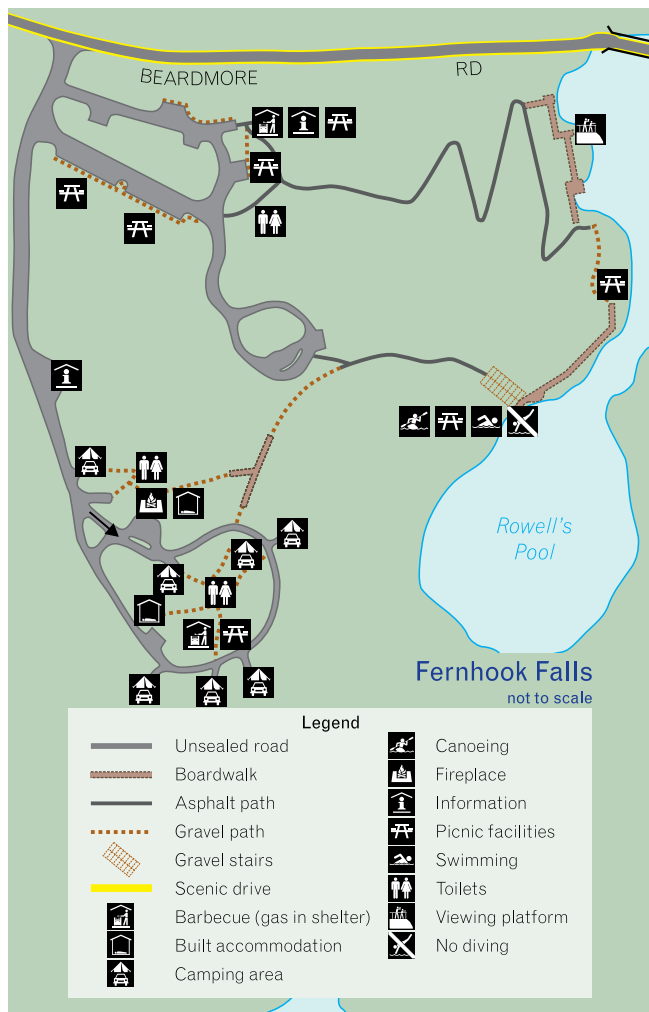 BEARDMORE
RD
Rowell's
Pool
Fernhook Falls
not to scale
Legend
Unsealed road
Boardwalk
Asphalt path
Gravel path
Gravel stairs
Scenic drive
Barbecue (gas in shelter)
Built accommodation
Camping area
Canoeing
Fireplace
Information
Picnic facilities
Swimming
Toilets
Viewing platform
No diving